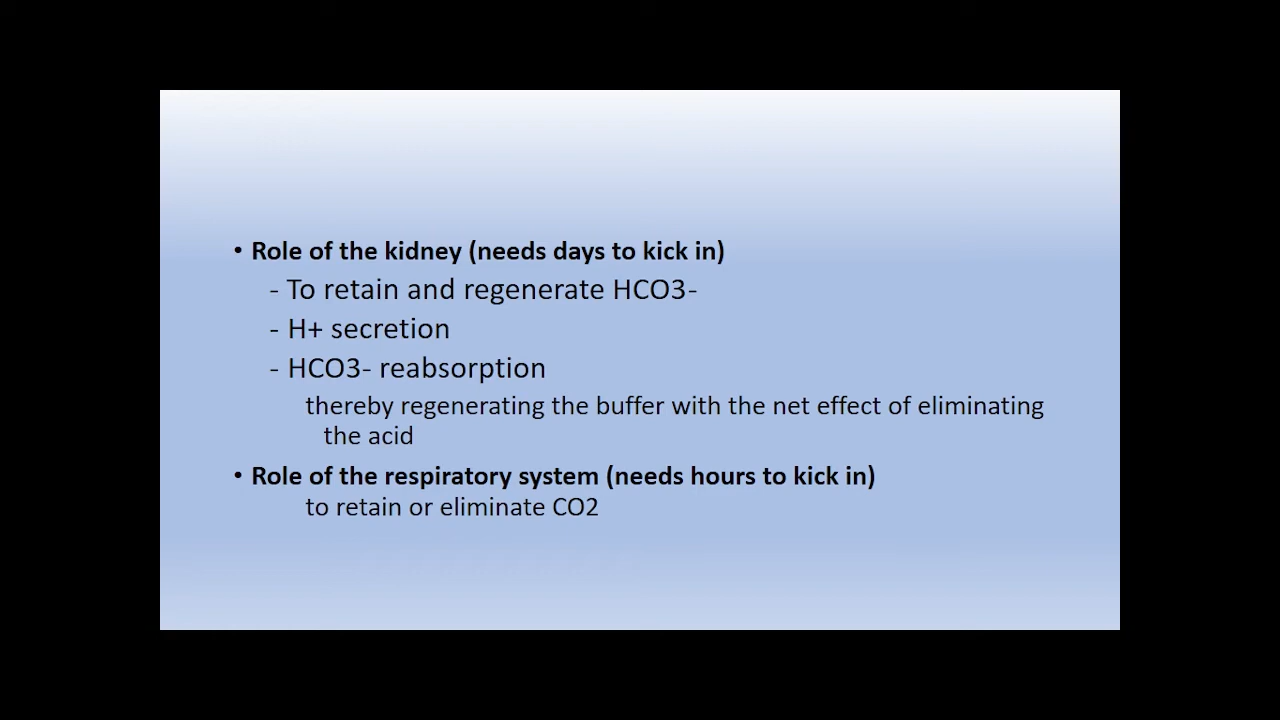 • Role of the kidney (needs days to kick in)
- To retain and regenerate HCO3-
- H+ secretion
- HCO3- reabsorption
thereby regenerating the buffer with the net effect of eliminating
the acid
• Role of the respiratory system (needs hours to kick in)
to retain or eliminate CO2